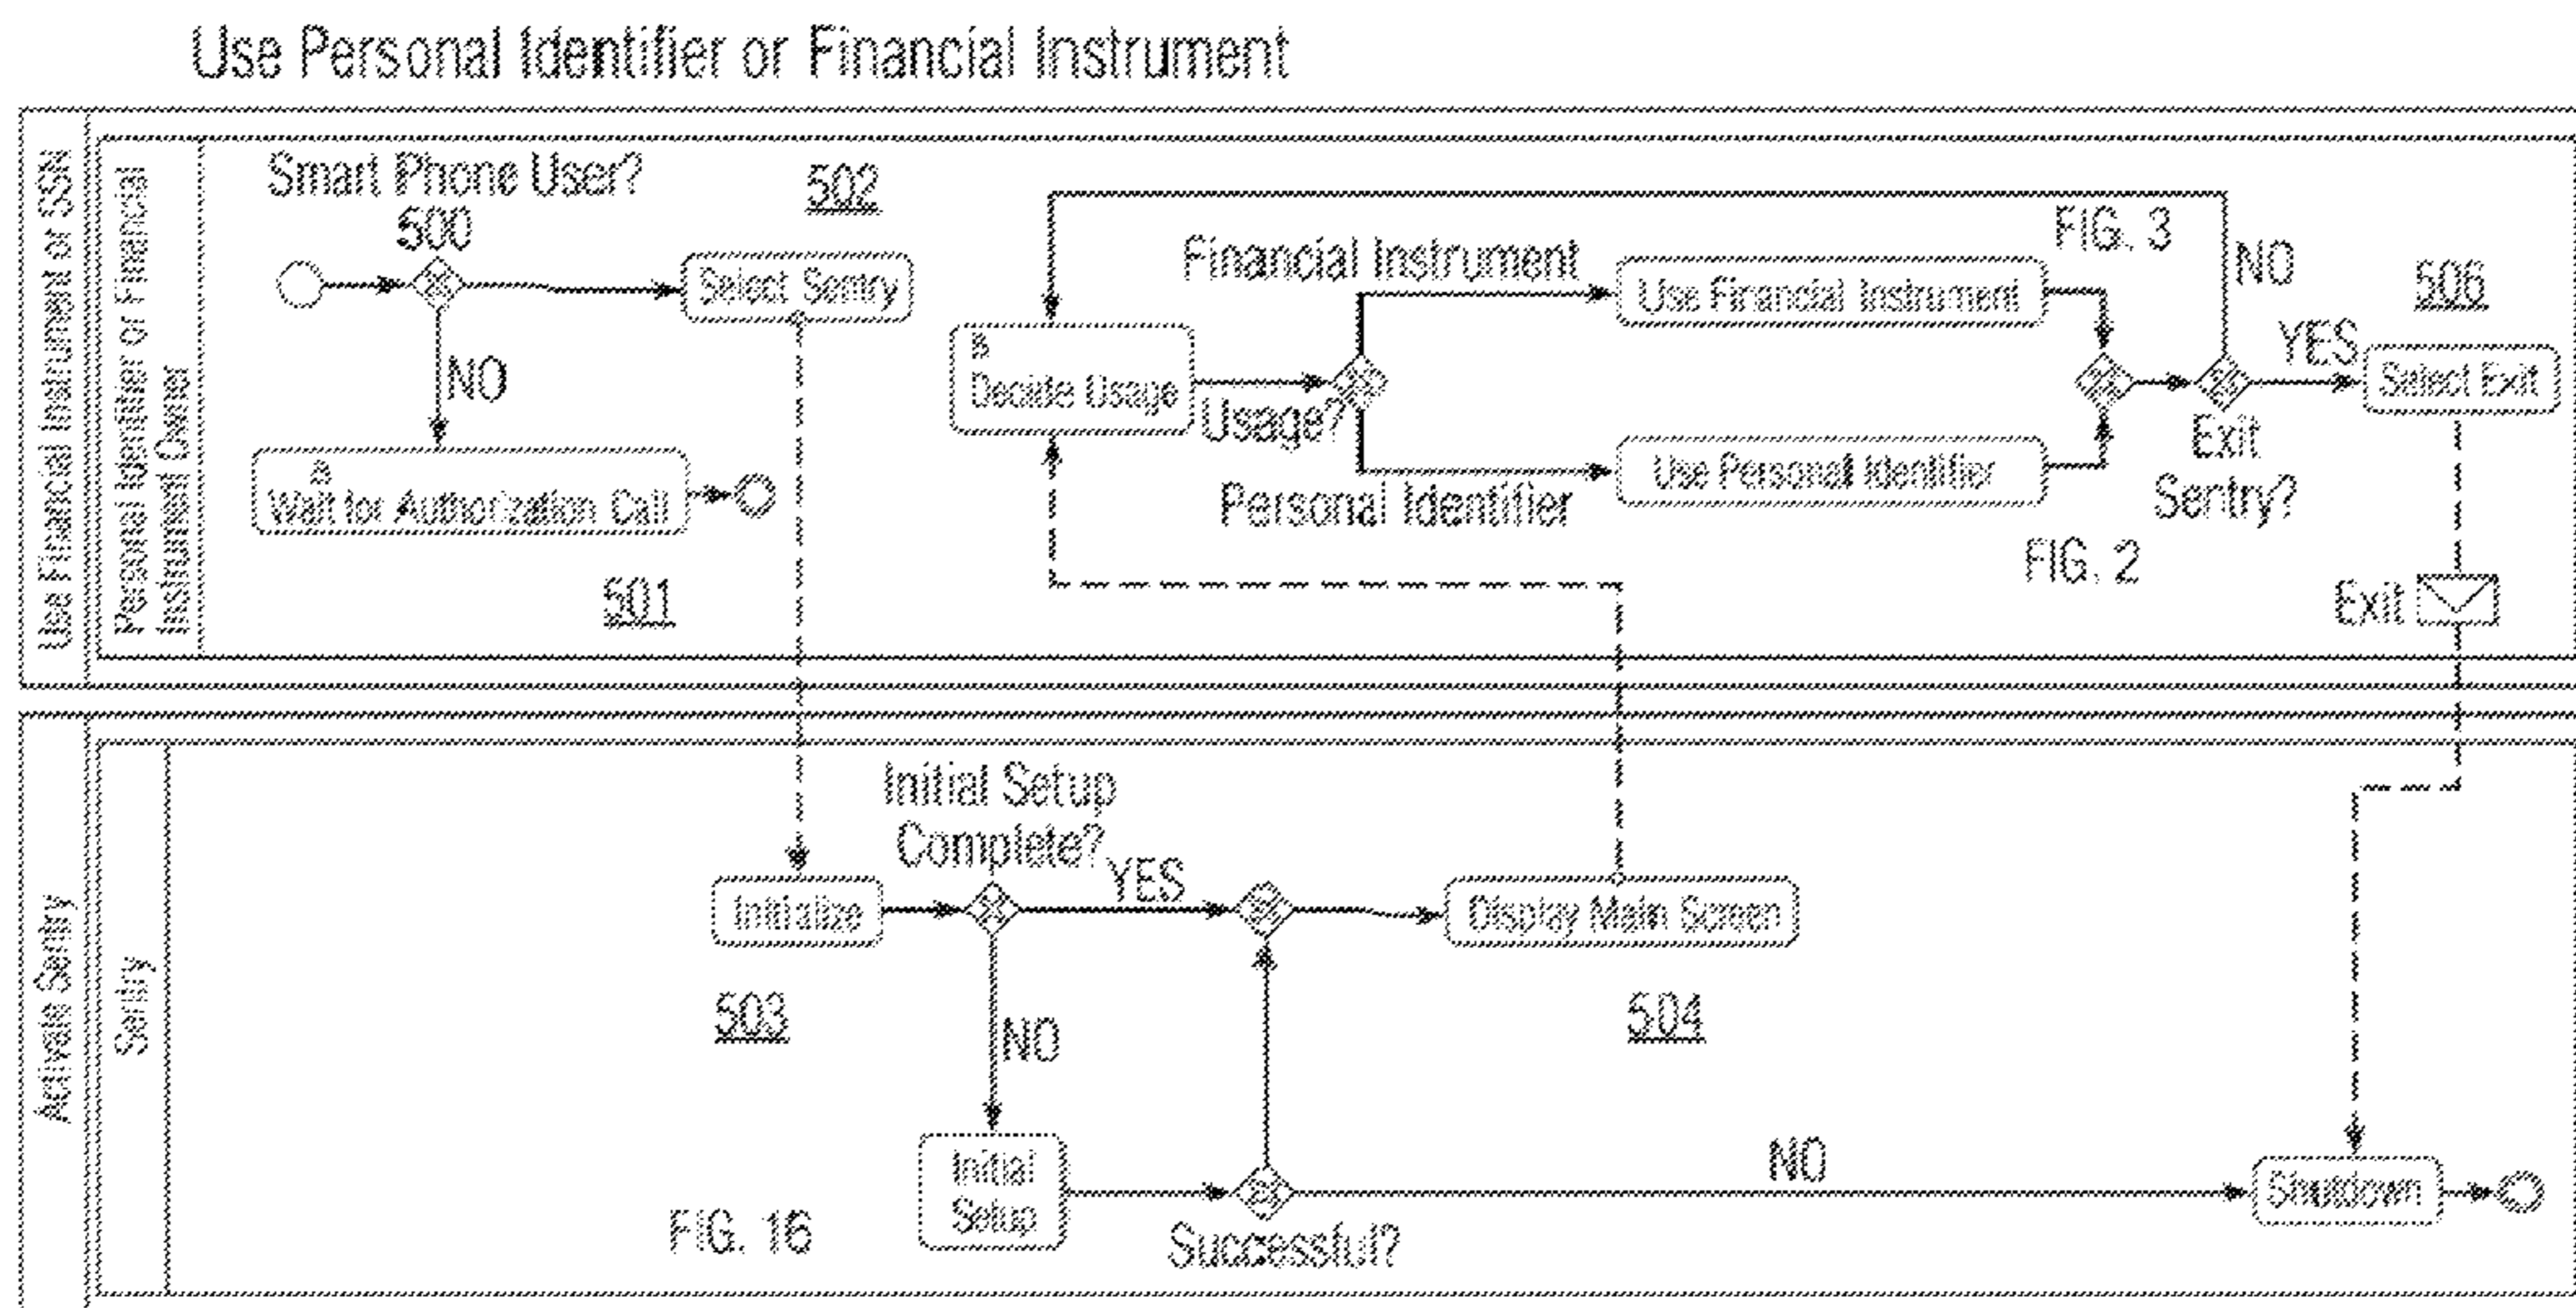 Use Personal Identifier or Financial Instrument
Use Financial Instrument or SSN
Personal Identifier or Financial
Instrument Owner
Smart Phone User?
500
502
Select Sentry
NO
A
Wait for Authorization Call
501
B
Decide Usage
Usage?
Financial Instrument
Use Financial Instrument
FIG. 3
Personal Identifier
Use Personal Identifier
FIG. 2
NO
YES
Exit
Sentry?
506
Select Exit
Exit
Activate Sentry
Sentry
Initialize
503
Initial Setup
Complete?
YES
NO
Display Main Screen
504
Initial
Setup
FIG. 16
Successful?
NO
Shutdown